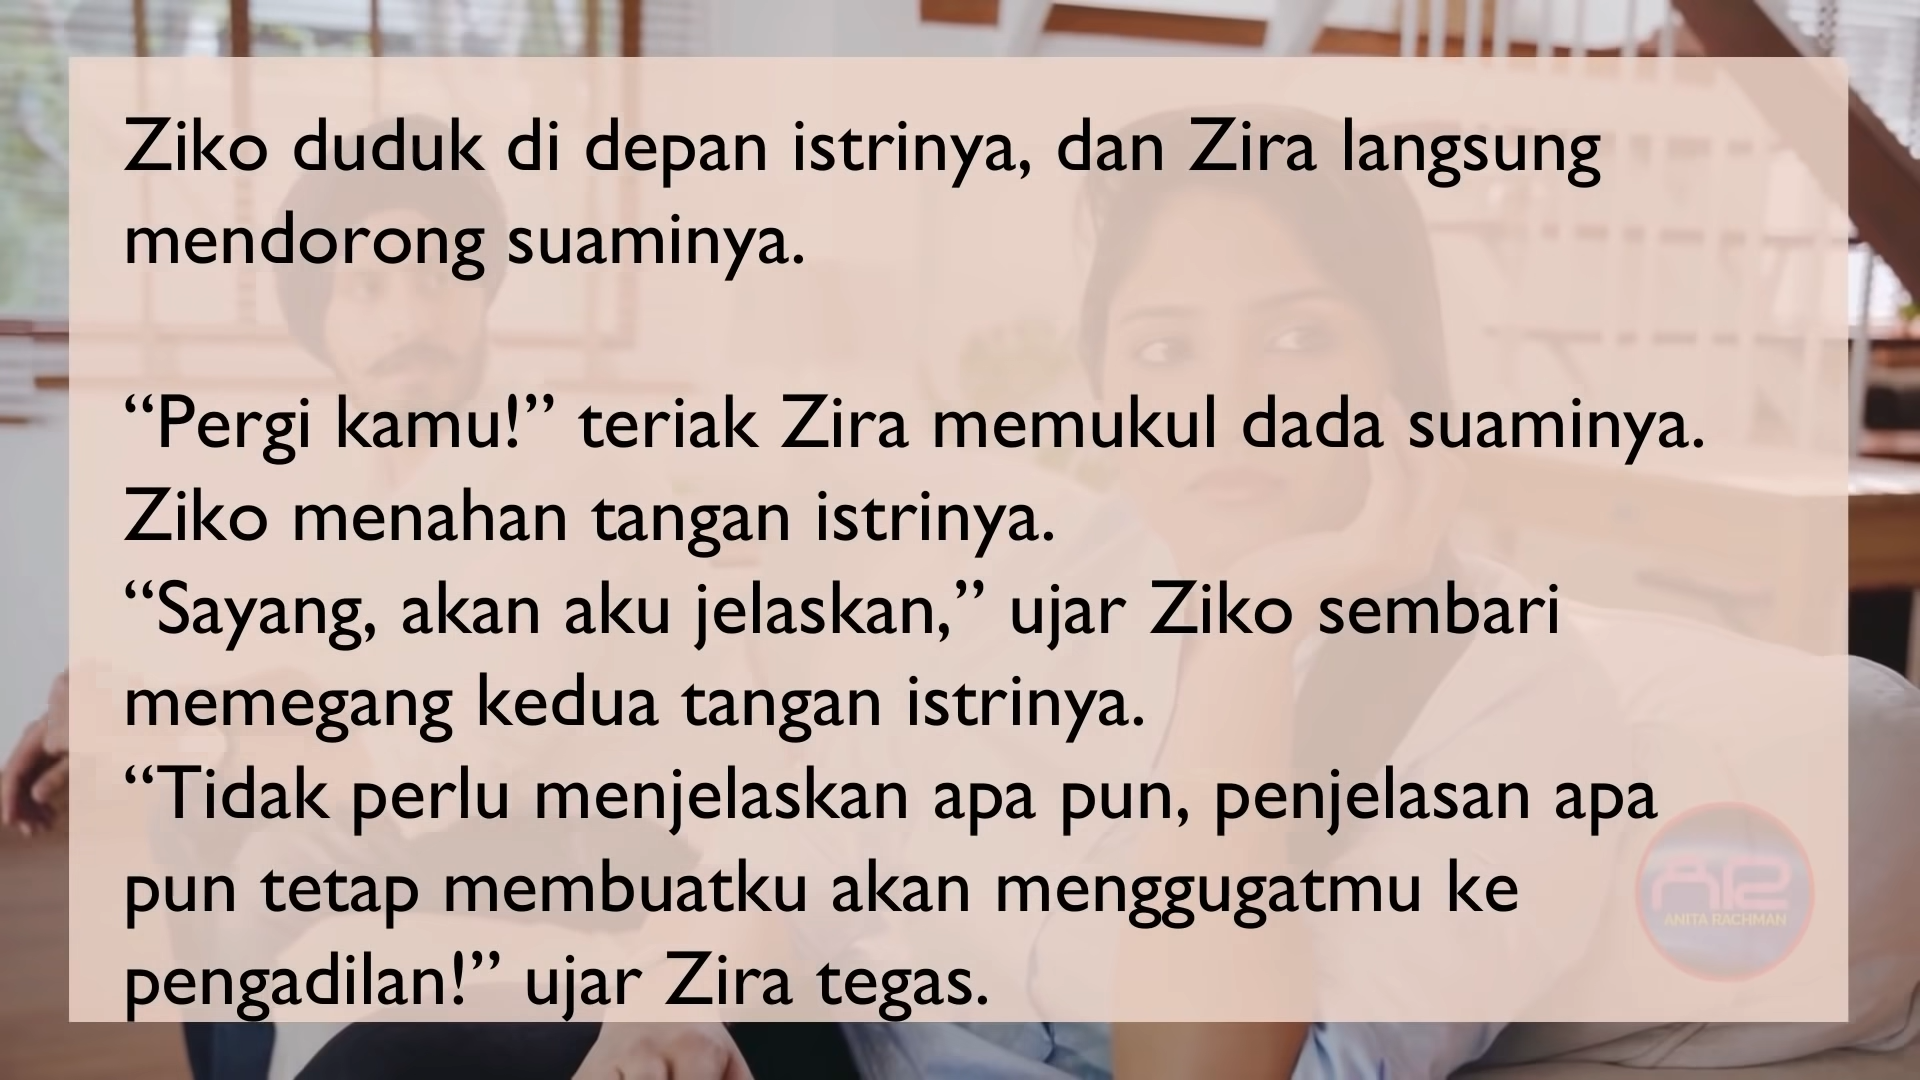 Ziko duduk di depan istrinya, dan Zira langsung
mendorong suaminya.
“Pergi kamu!” teriak Zira memukul dada suaminya.
Ziko menahan tangan istrinya.
“Sayang, akan aku jelaskan,” ujar Ziko sembari
memegang kedua tangan istrinya.
“Tidak perlu menjelaskan apa pun, penjelasan apa
pun tetap membuatku akan menggugatmu ke
pengadilan!” ujar Zira tegas.
AR
ANITA RACHMAN